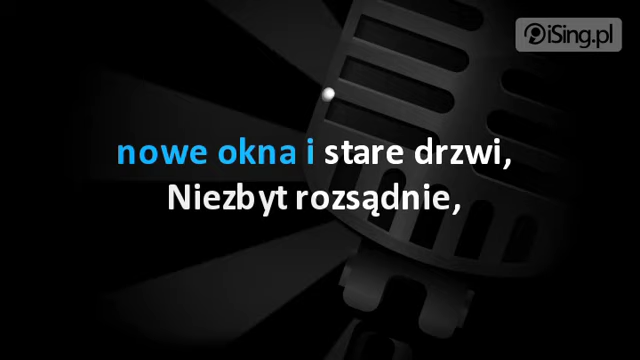 iSing.pl
nowe okna i stare drzwi,
Niezbyt rozsądnie,